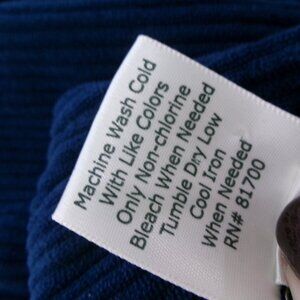 Machine Wash Cold
With Like Colors
Only Non-chlorine
Bleach When Needed
Tumble Dry Low
Cool Iron
When Needed
RN# 81700